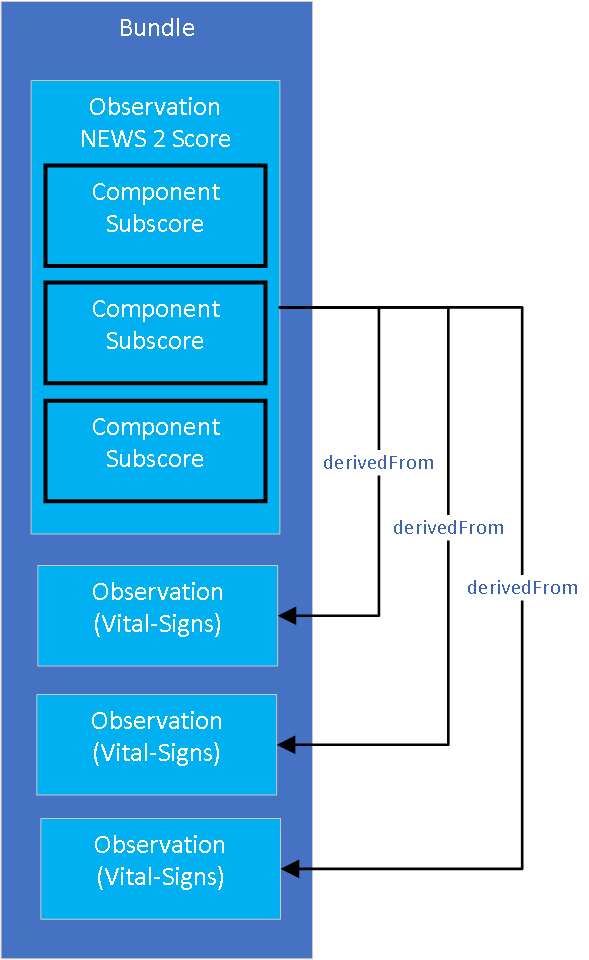 Bundle
Observation
NEWS 2 Score
Component
Subscore
Component
Subscore
Component
Subscore
derivedFrom
derivedFrom
derivedFrom
Observation
(Vital-Signs)
Observation
(Vital-Signs)
Observation
(Vital-Signs)